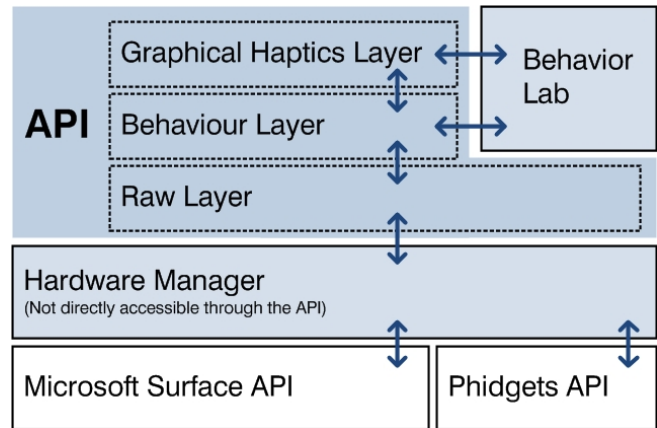 API
Graphical Haptics Layer
Behaviour Layer
Raw Layer
Behavior
Lab
Hardware Manager
(Not directly accessible through the API)
Microsoft Surface API
Phidgets API